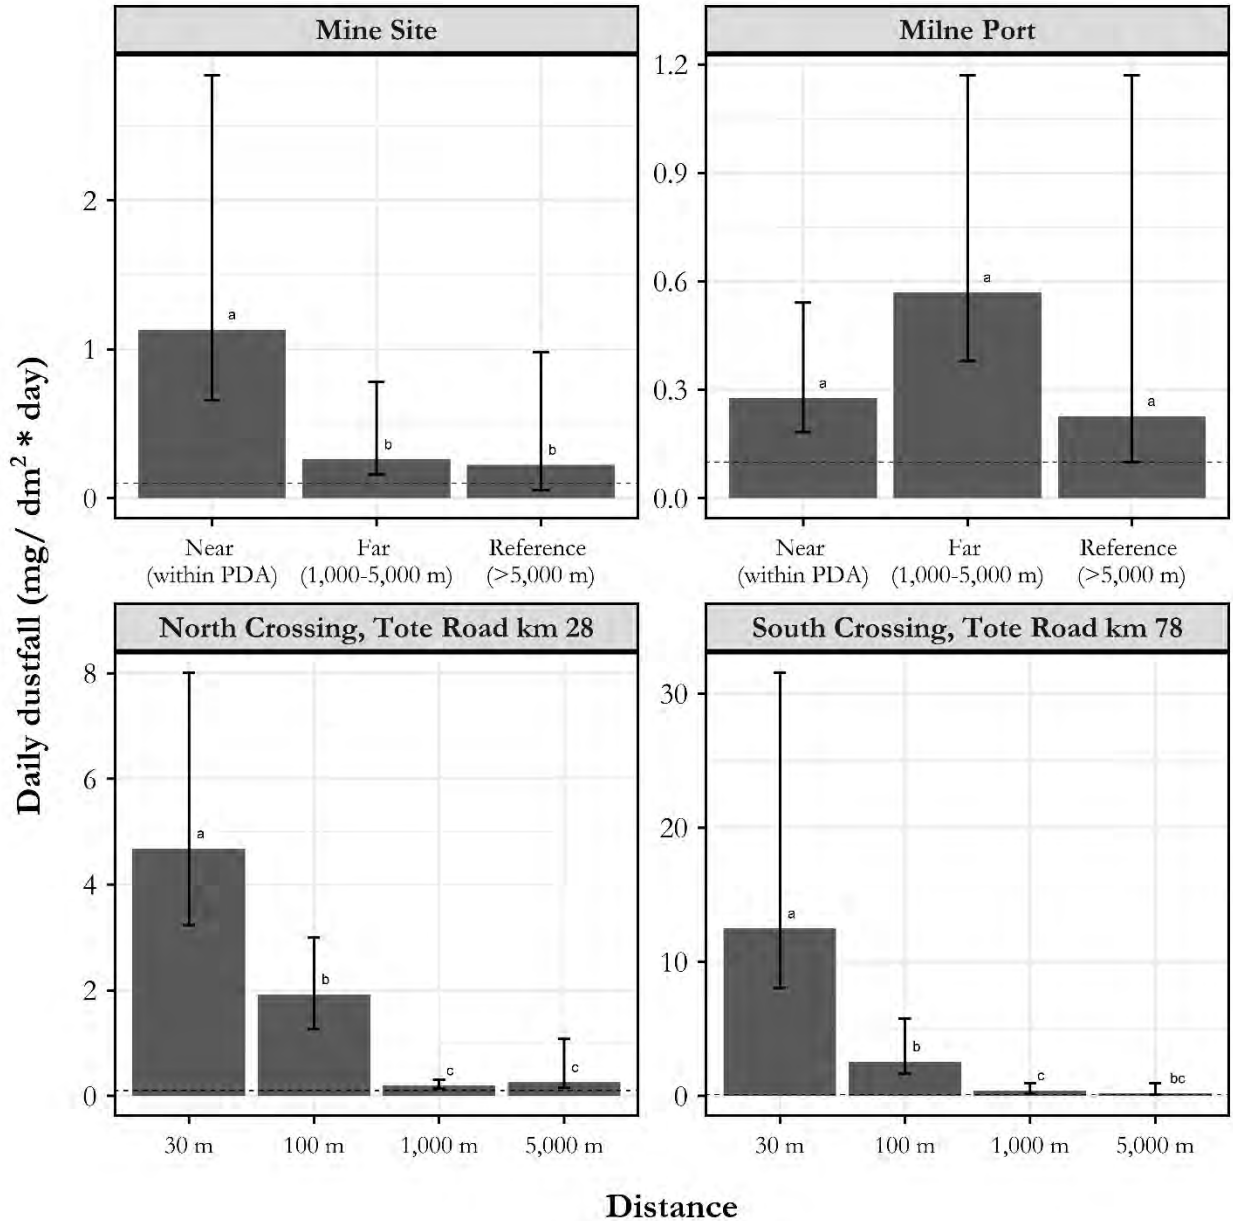 Mine Site
Milne Port
2
1
0
a
b
b
1.2
0.9
0.6
0.3
0.0
a
a
a
Near
(within PDA)
Far
(1,000-5,000 m)
Reference
(>5,000 m)
Near
(within PDA)
Far
(1,000-5,000 m)
Reference
(>5,000 m)
Daily dustfall (mg/ dm² * day)
North Crossing, Tote Road km 28
South Crossing, Tote Road km 78
8
6
4
2
0
a
b
c
c
30
20
10
0
a
b
c
bc
30 m
100 m
1,000 m
5,000 m
30 m
100 m
1,000 m
5,000 m
Distance